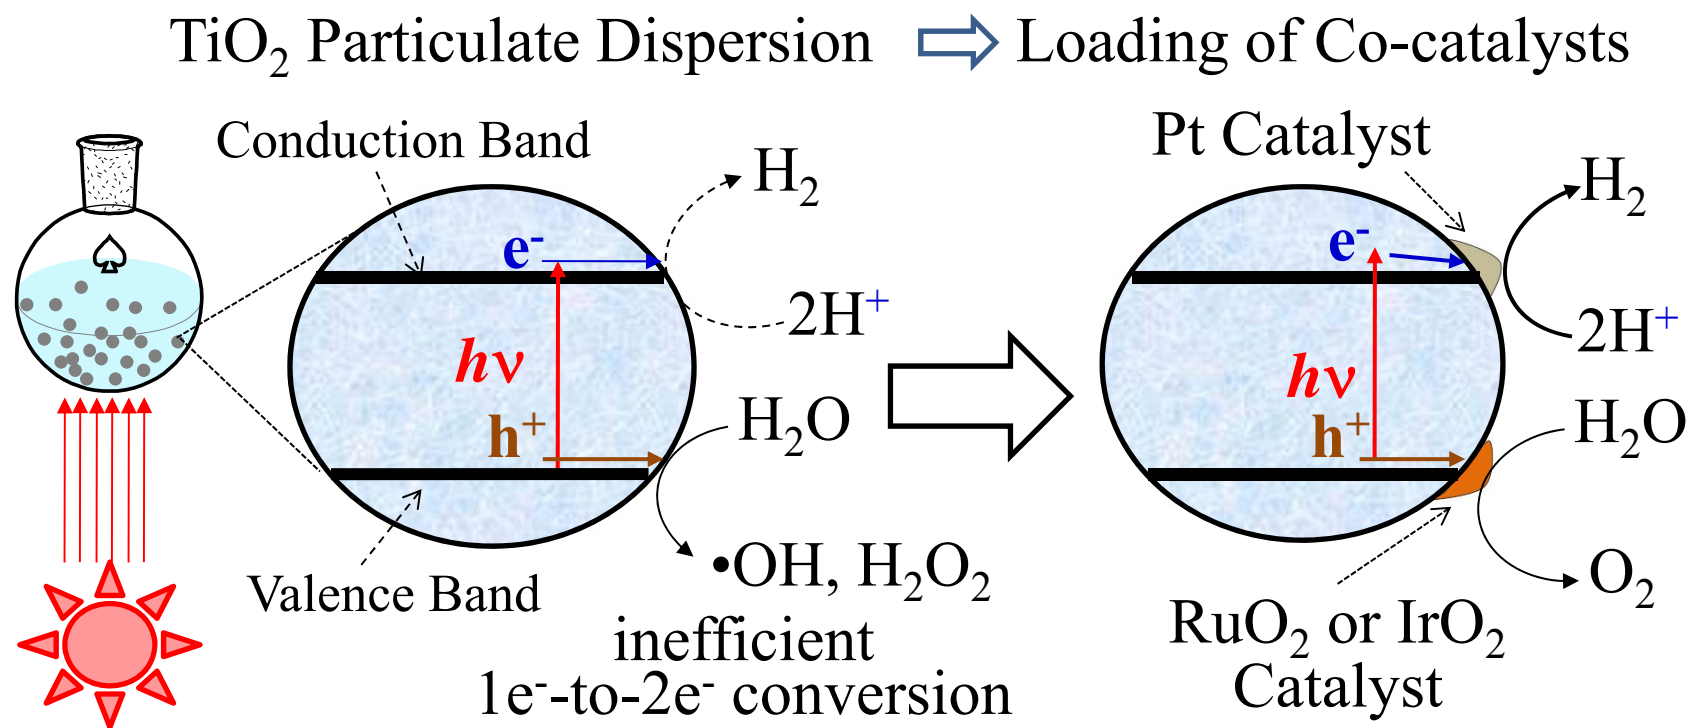 TiO₂ Particulate Dispersion ⇨ Loading of Co-catalysts
Conduction Band
H₂
e⁻
2H⁺
hν
h⁺
H₂O
Valence Band
•OH, H₂O₂
inefficient
1e⁻-to-2e⁻ conversion
Pt Catalyst
H₂
e⁻
2H⁺
hν
h⁺
H₂O
O₂
RuO₂ or IrO₂
Catalyst